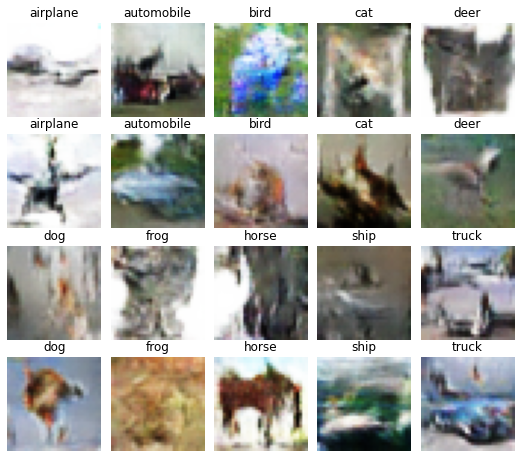 airplane automobile bird cat deer
airplane automobile bird cat deer
dog frog horse ship truck
dog frog horse ship truck